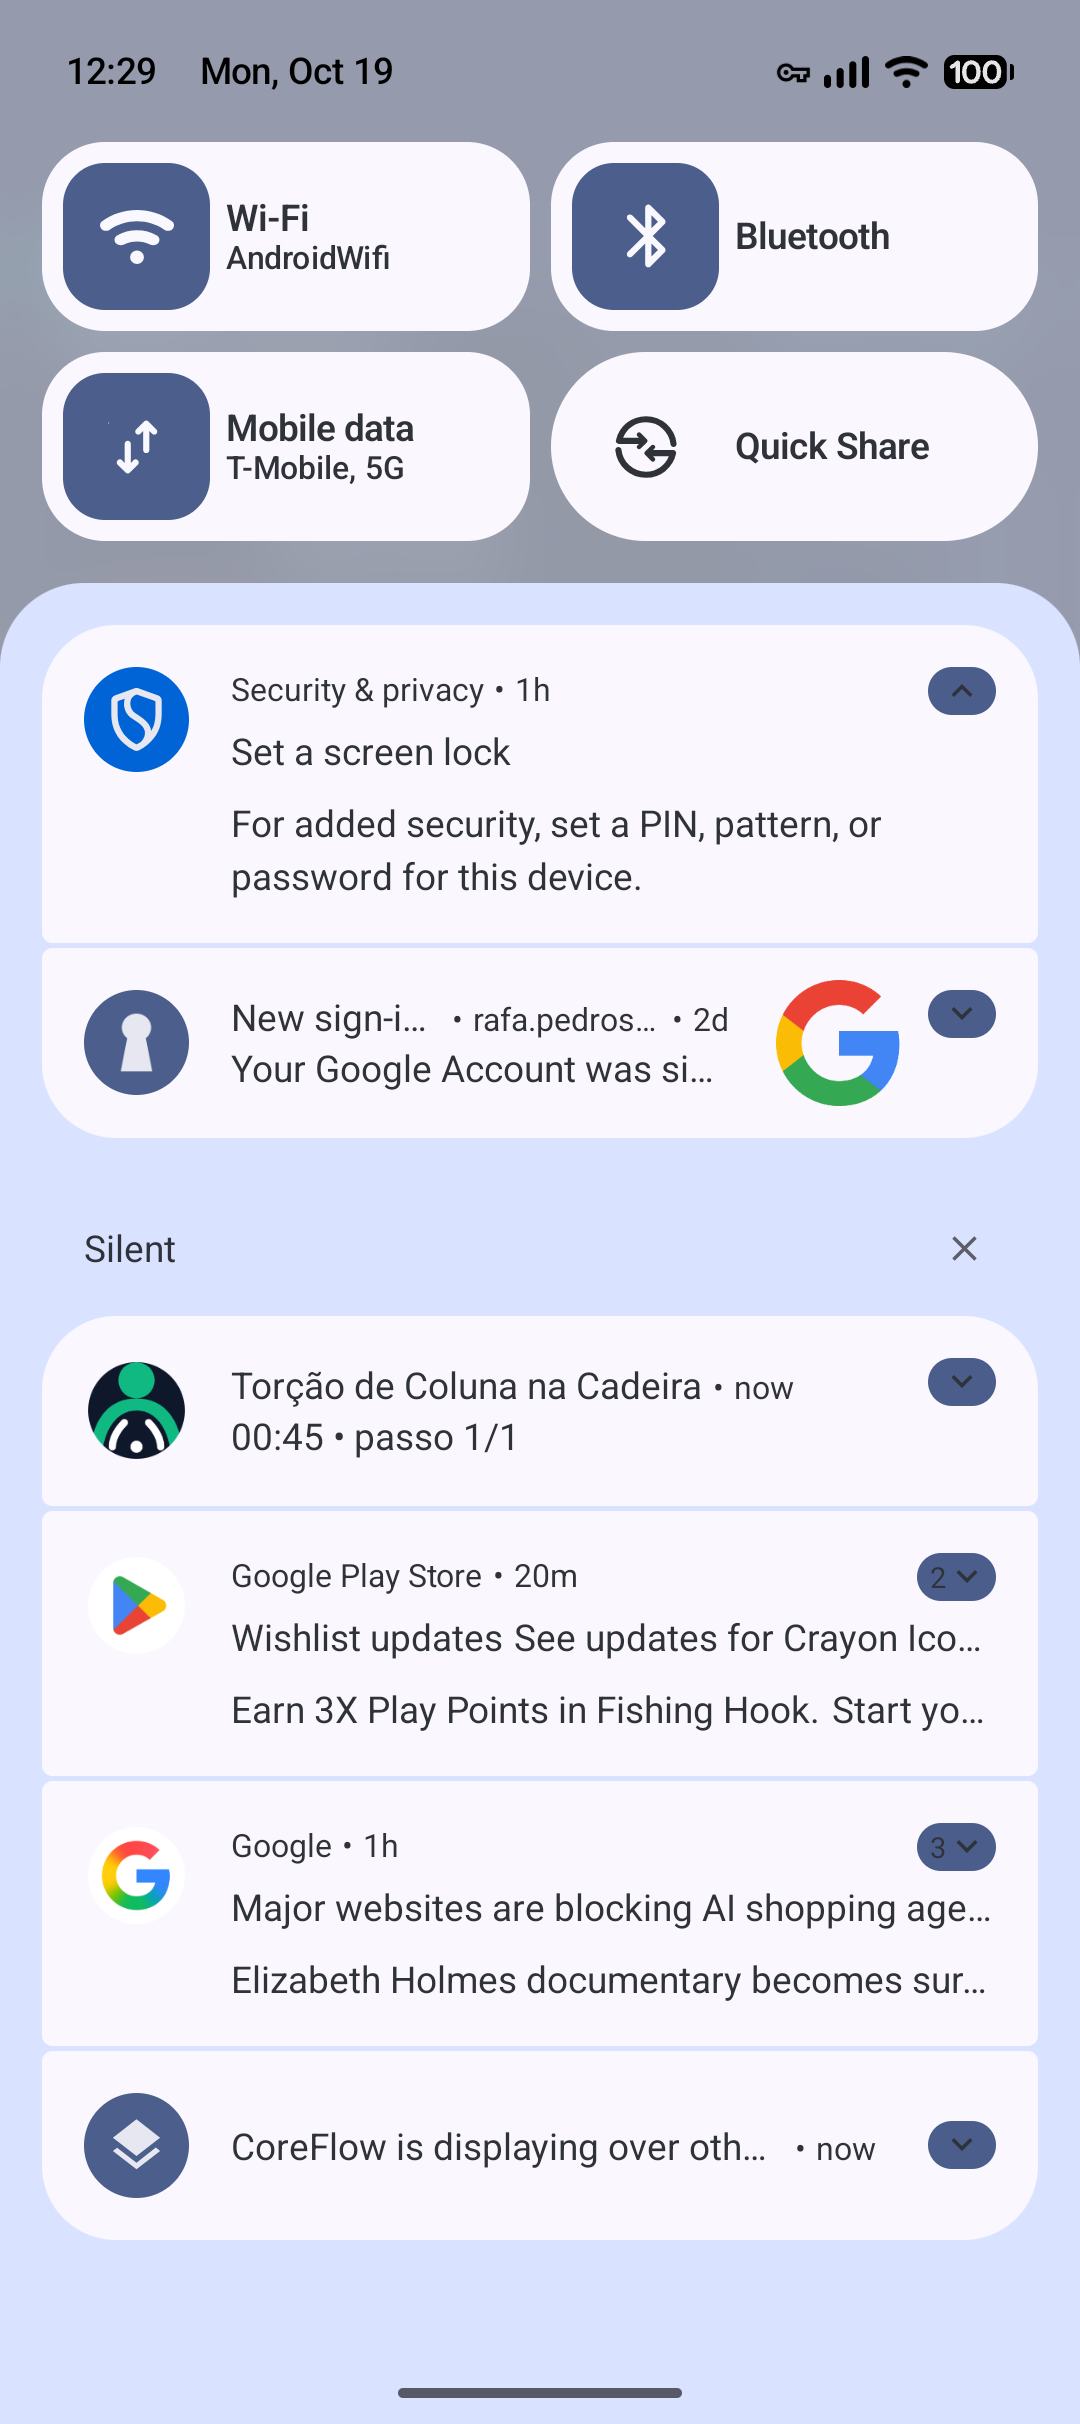 12:29 Mon, Oct 19 100
Wi-Fi
AndroidWifi
Bluetooth
Mobile data
T-Mobile, 5G
Quick Share
Security & privacy • 1h
Set a screen lock
For added security, set a PIN, pattern, or
password for this device.
New sign-i... • rafa.pedros... • 2d
Your Google Account was si...
Silent
Torção de Coluna na Cadeira • now
00:45 • passo 1/1
Google Play Store • 20m
2
Wishlist updates See updates for Crayon Ico...
Earn 3X Play Points in Fishing Hook. Start yo...
Google • 1h
3
Major websites are blocking AI shopping age...
Elizabeth Holmes documentary becomes sur...
CoreFlow is displaying over oth... • now